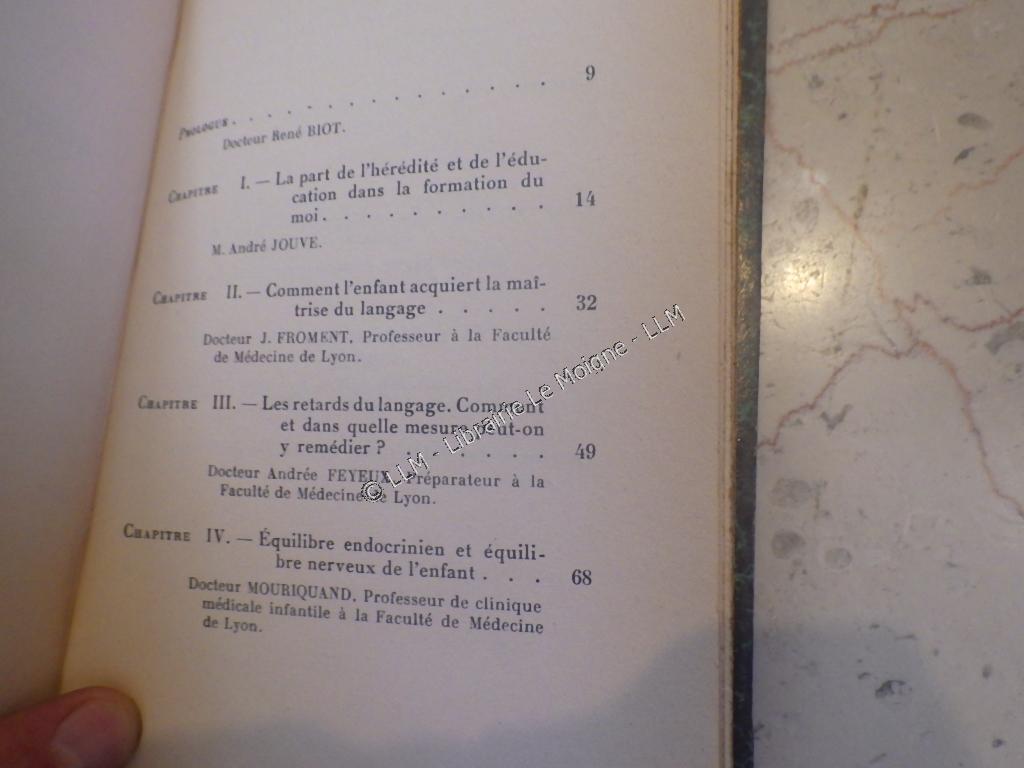 PROLOGUE . . . . . . . . . . . . . . 9
Docteur René BIOT.
CHAPITRE I. — La part de l'hérédité et de l'édu-
cation dans la formation du
moi . . . . . . . . . . . 14
M. André JOUVE.
CHAPITRE II. — Comment l'enfant acquiert la maî-
trise du langage . . . . . 32
Docteur J. FROMENT, Professeur à la Faculté
de Médecine de Lyon.
CHAPITRE III. — Les retards du langage. Comment
et dans quelle mesure peut-on
y remédier ? . . . . . . . 49
Docteur Andrée FEYEUX, Préparateur à la
Faculté de Médecine de Lyon.
CHAPITRE IV. — Équilibre endocrinien et équili-
bre nerveux de l'enfant . . . 68
Docteur MOURIQUAND, Professeur de clinique
médicale infantile à la Faculté de Médecine
de Lyon.
© LLM - Librairie Le Moigne - LLM